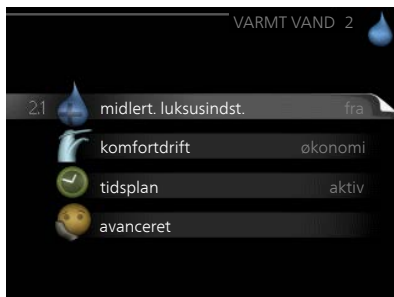 VARMT VAND 2
2.1 midlert. luksusindst. fra
komfortdrift økonomi
tidsplan aktiv
avanceret